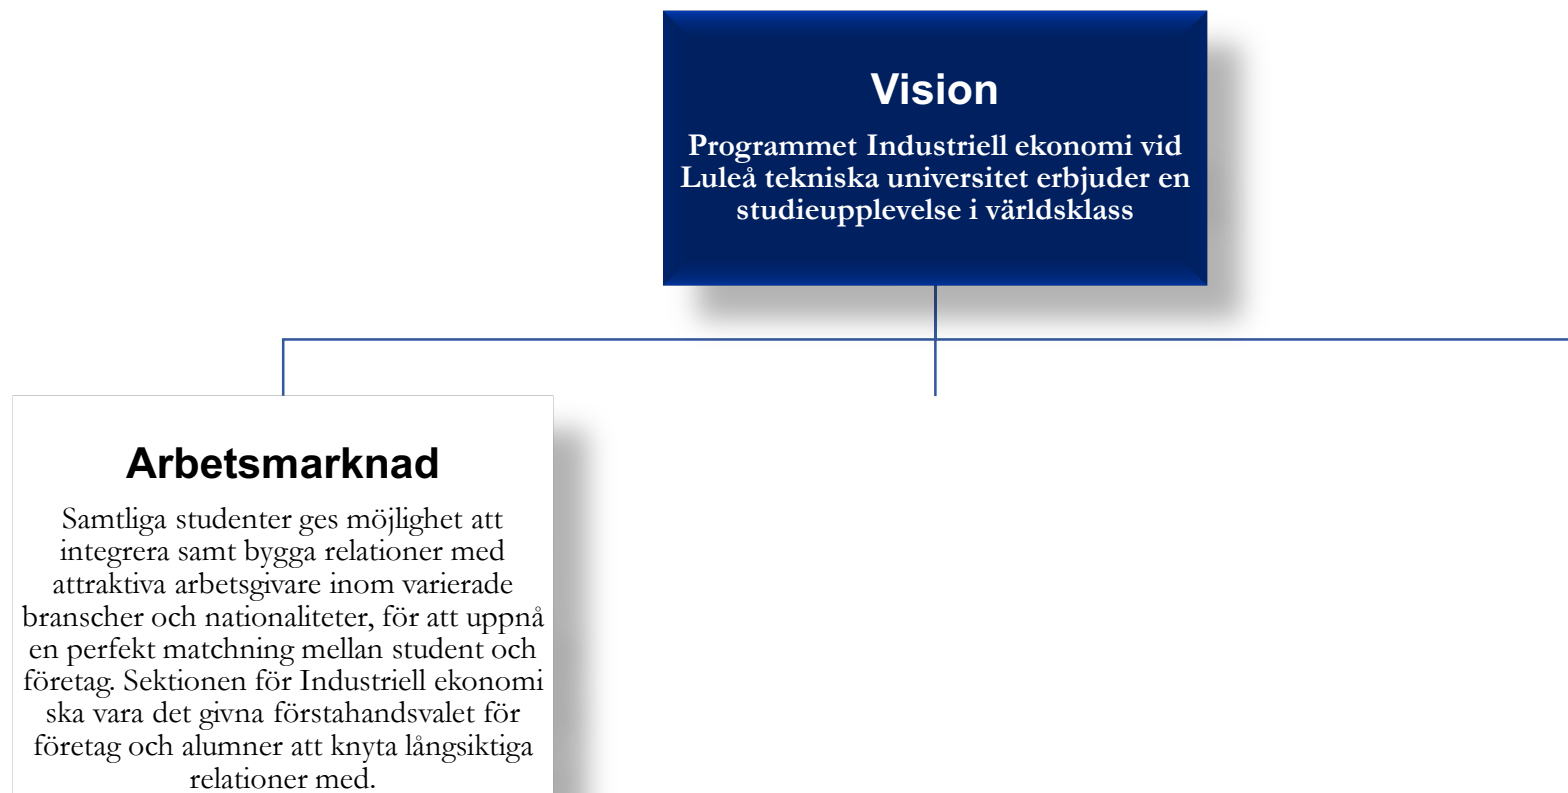 Vision
Programmet Industriell ekonomi vid
Luleå tekniska universitet erbjuder en
studieupplevelse i världsklass
Arbetsmarknad
Samtliga studenter ges möjlighet att
integrera samt bygga relationer med
attraktiva arbetsgivare inom varierade
branscher och nationaliteter, för att uppnå
en perfekt matchning mellan student och
företag. Sektionen för Industriell ekonomi
ska vara det givna förstahandsvalet för
företag och alumner att knyta långsiktiga
relationer med.